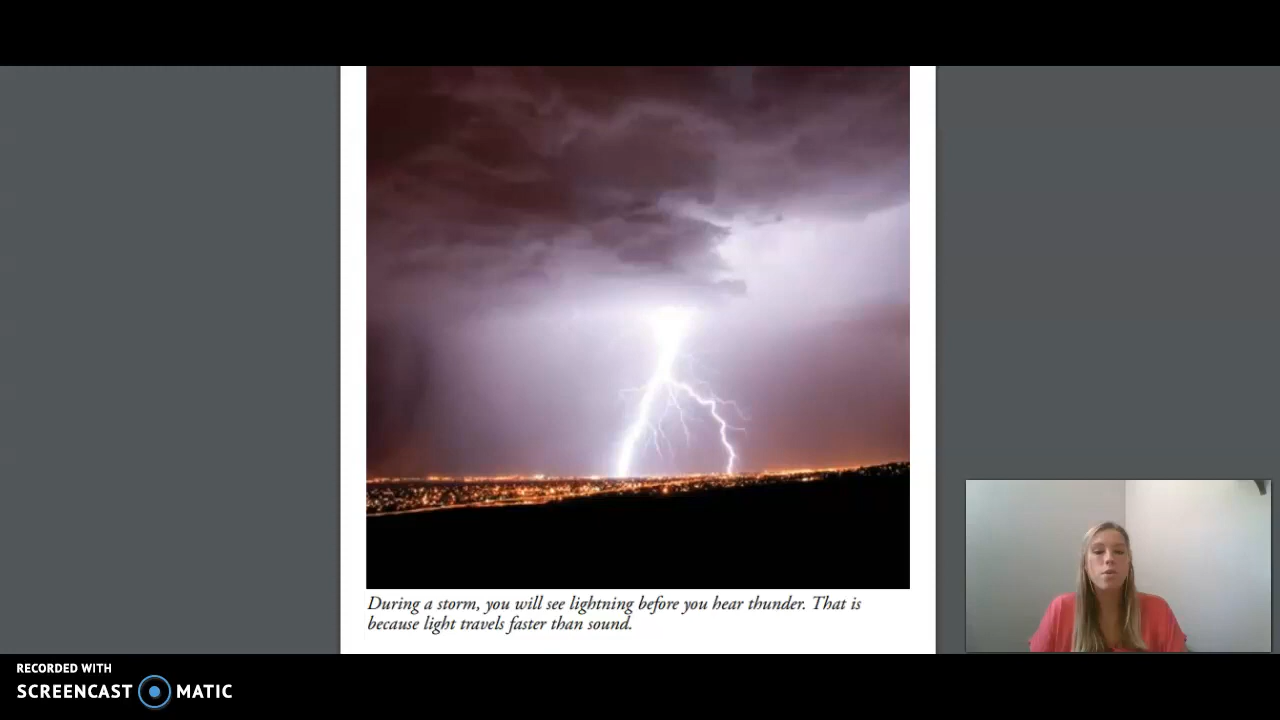 During a storm, you will see lightning before you hear thunder. That is
because light travels faster than sound.
RECORDED WITH
SCREENCAST MATIC